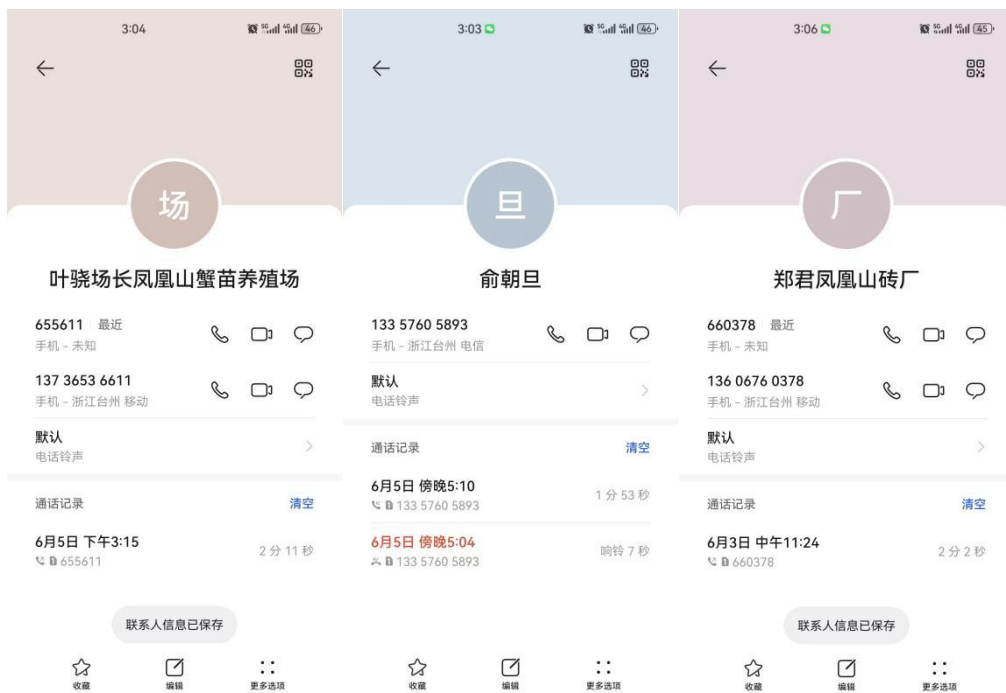 3:04
46
场
叶骁场长凤凰山蟹苗养殖场
655611 最近
手机 - 未知
137 3653 6611
手机 - 浙江台州 移动
默认
电话铃声
通话记录
清空
6月5日 下午3:15
655611
2 分 11 秒
联系人信息已保存
收藏
编辑
更多选项
3:03
46
旦
俞朝旦
133 5760 5893
手机 - 浙江台州 电信
默认
电话铃声
通话记录
清空
6月5日 傍晚5:10
133 5760 5893
1 分 53 秒
6月5日 傍晚5:04
133 5760 5893
响铃 7 秒
收藏
编辑
更多选项
3:06
45
厂
郑君凤凰山砖厂
660378 最近
手机 - 未知
136 0676 0378
手机 - 浙江台州 移动
默认
电话铃声
通话记录
清空
6月3日 中午11:24
660378
2 分 2 秒
联系人信息已保存
收藏
编辑
更多选项